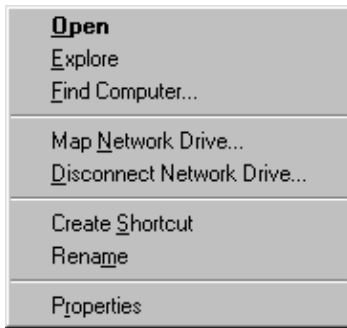 Open
Explore
Find Computer...
Map Network Drive...
Disconnect Network Drive...
Create Shortcut
Rename
Properties